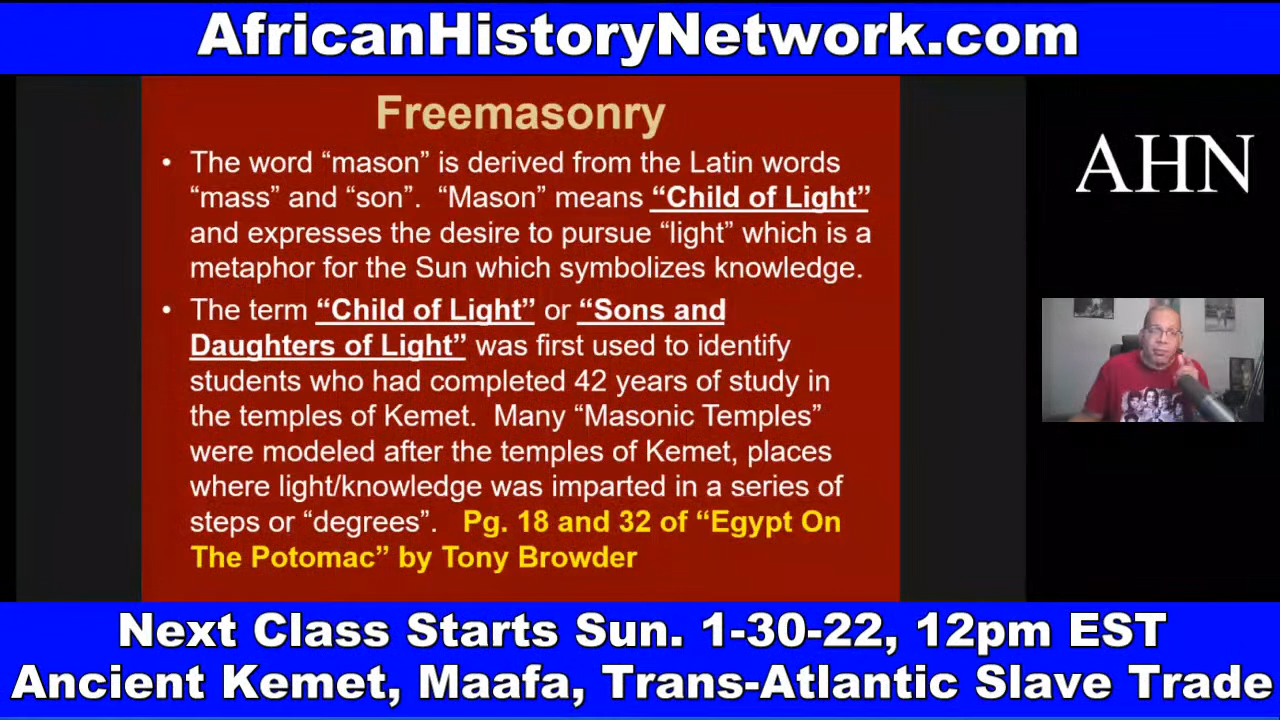 AfricanHistoryNetwork.com
Freemasonry
• The word “mason” is derived from the Latin words
“mass” and “son”.  “Mason” means “Child of Light”
and expresses the desire to pursue “light” which is a
metaphor for the Sun which symbolizes knowledge.
• The term “Child of Light” or “Sons and
Daughters of Light” was first used to identify
students who had completed 42 years of study in
the temples of Kemet.  Many “Masonic Temples”
were modeled after the temples of Kemet, places
where light/knowledge was imparted in a series of
steps or “degrees”.   Pg. 18 and 32 of “Egypt On
The Potomac” by Tony Browder
AHN
Next Class Starts Sun. 1-30-22, 12pm EST
Ancient Kemet, Maafa, Trans-Atlantic Slave Trade